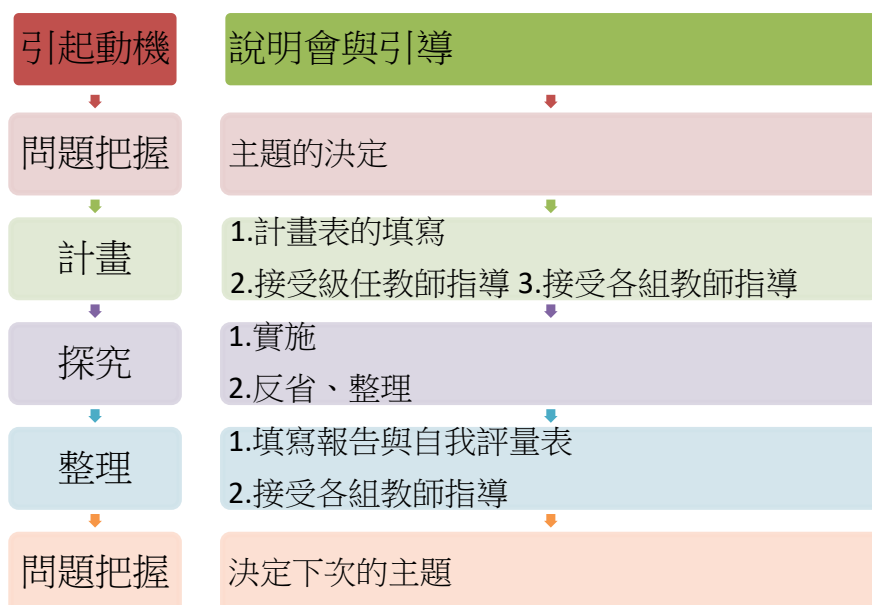 引起動機
說明會與引導
問題把握
主題的決定
計畫
1.計畫表的填寫
2.接受級任教師指導 3.接受各組教師指導
探究
1.實施
2.反省、整理
整理
1.填寫報告與自我評量表
2.接受各組教師指導
問題把握
決定下次的主題